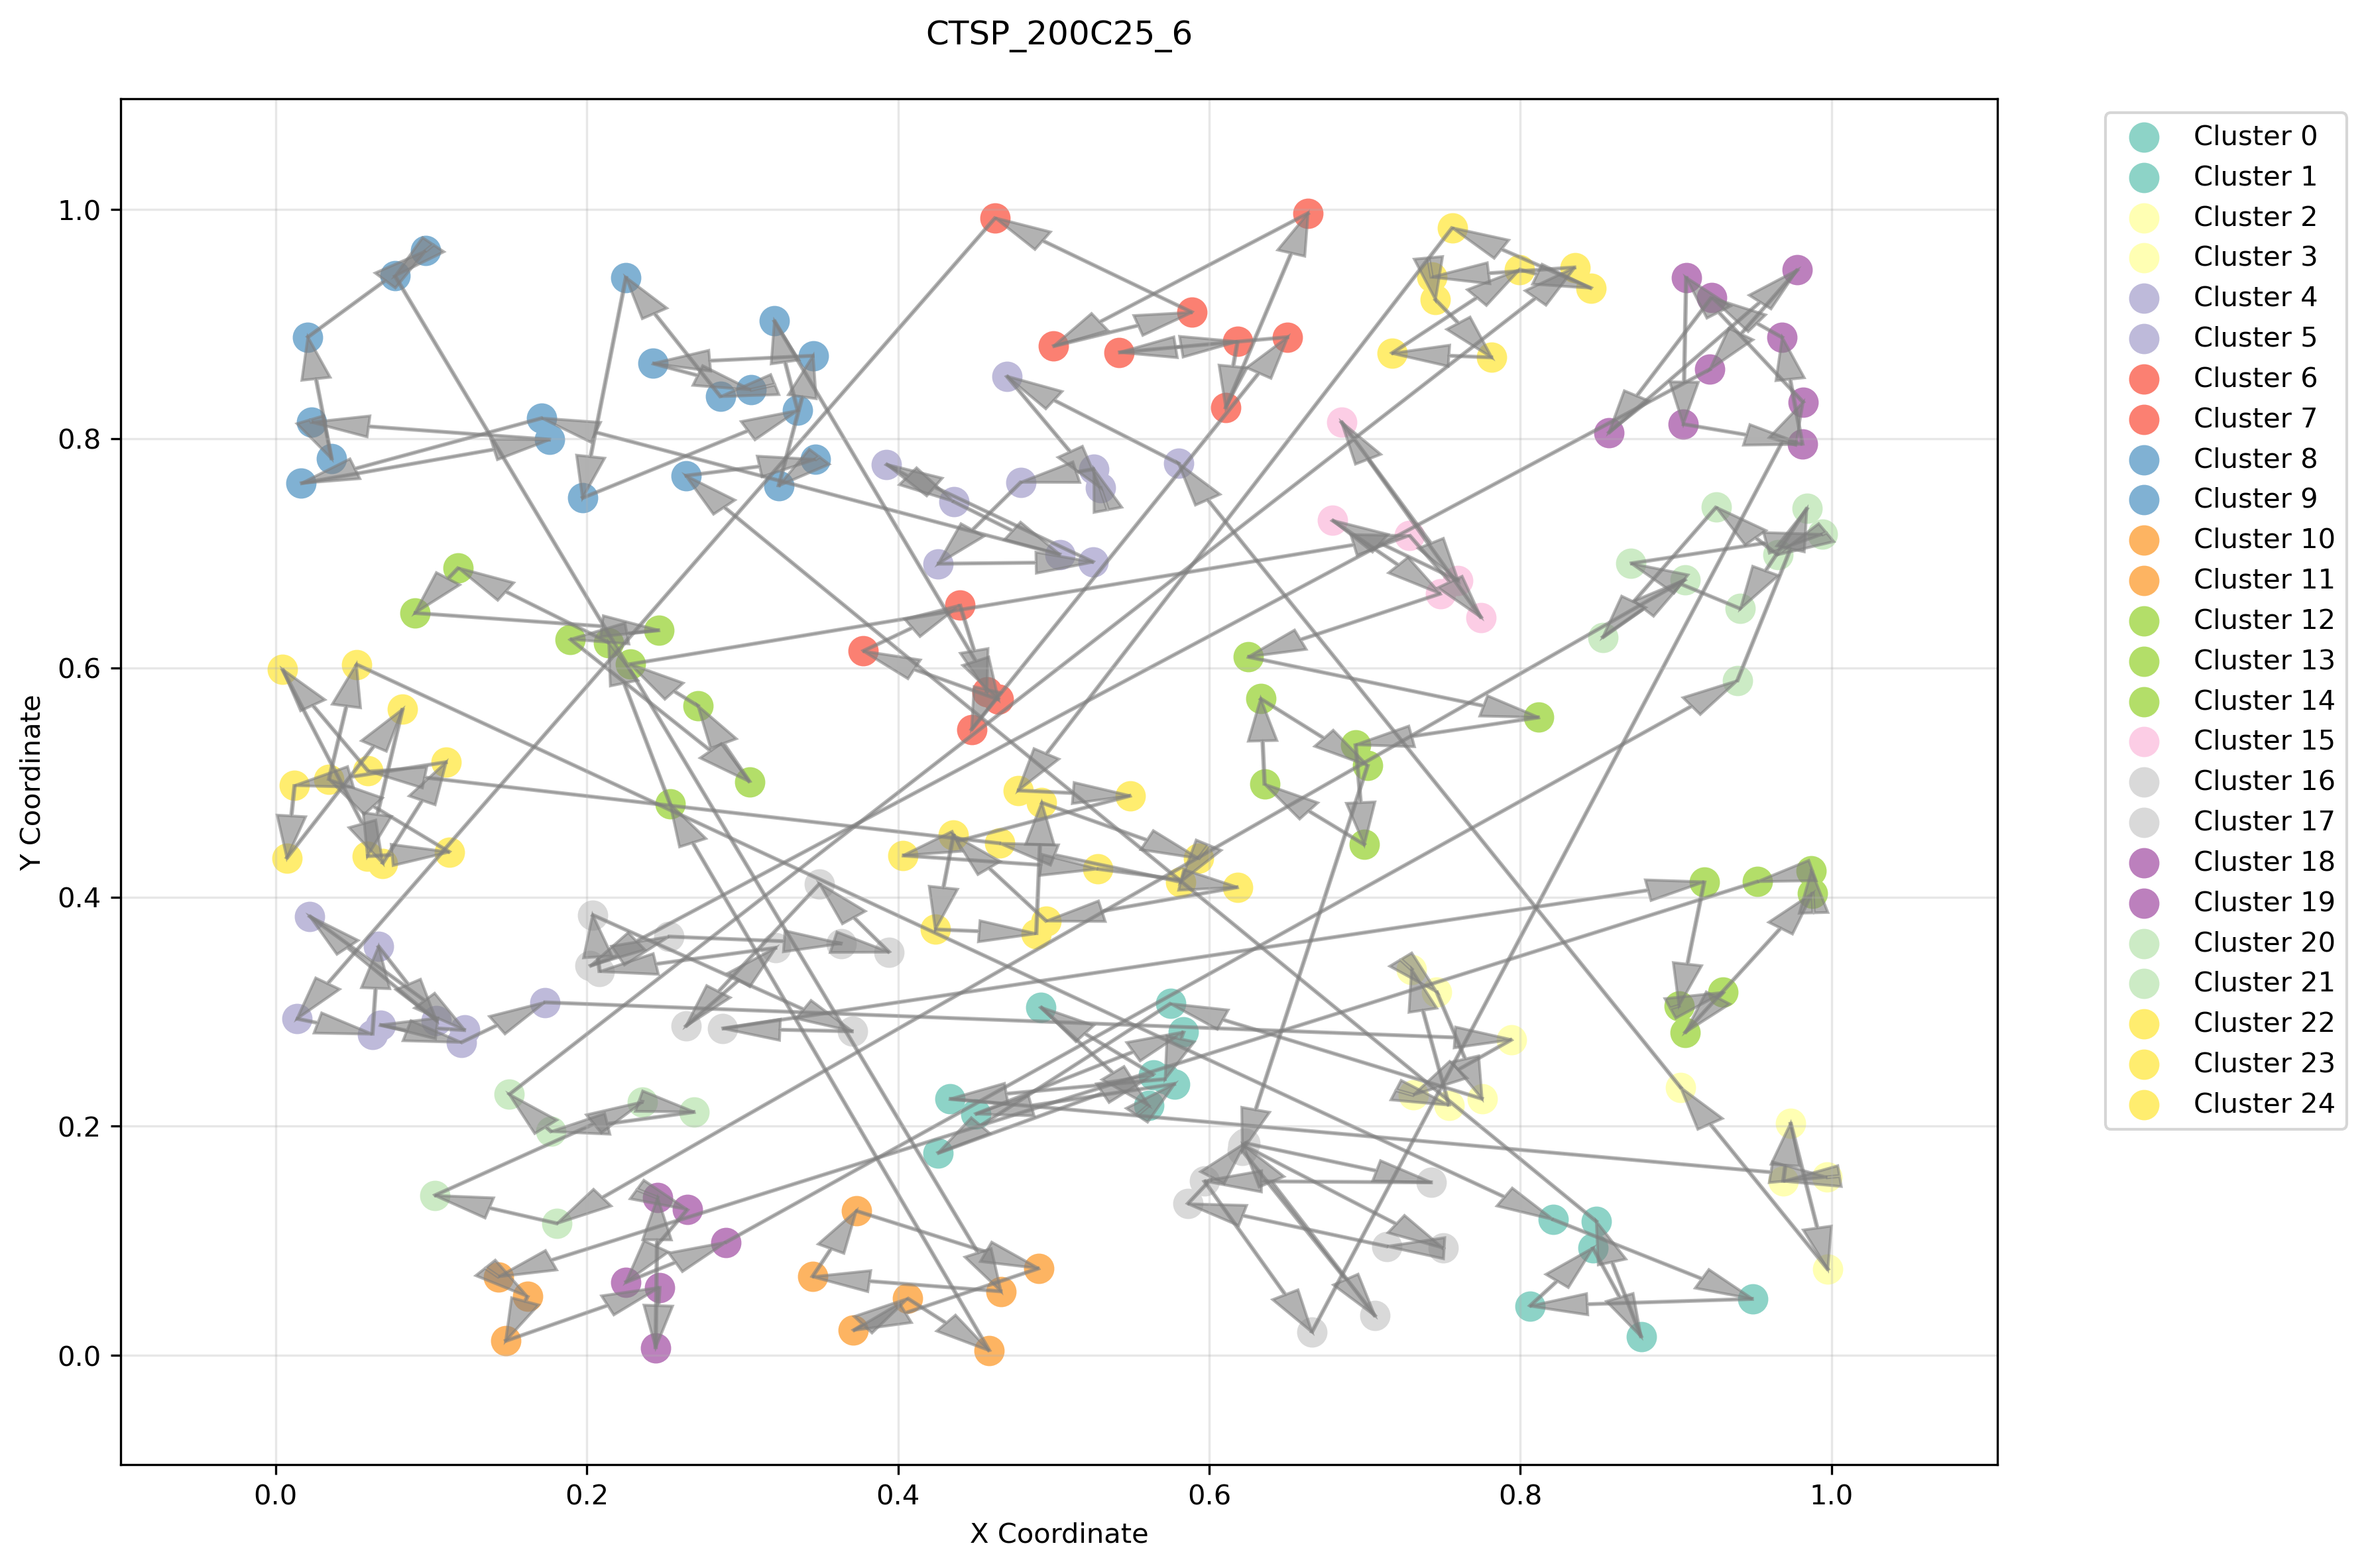 CTSP_200C25_6
1.0
0.8
0.6
0.4
0.2
0.0
Y Coordinate
0.0 0.2 0.4 0.6 0.8 1.0
X Coordinate
Cluster 0
Cluster 1
Cluster 2
Cluster 3
Cluster 4
Cluster 5
Cluster 6
Cluster 7
Cluster 8
Cluster 9
Cluster 10
Cluster 11
Cluster 12
Cluster 13
Cluster 14
Cluster 15
Cluster 16
Cluster 17
Cluster 18
Cluster 19
Cluster 20
Cluster 21
Cluster 22
Cluster 23
Cluster 24